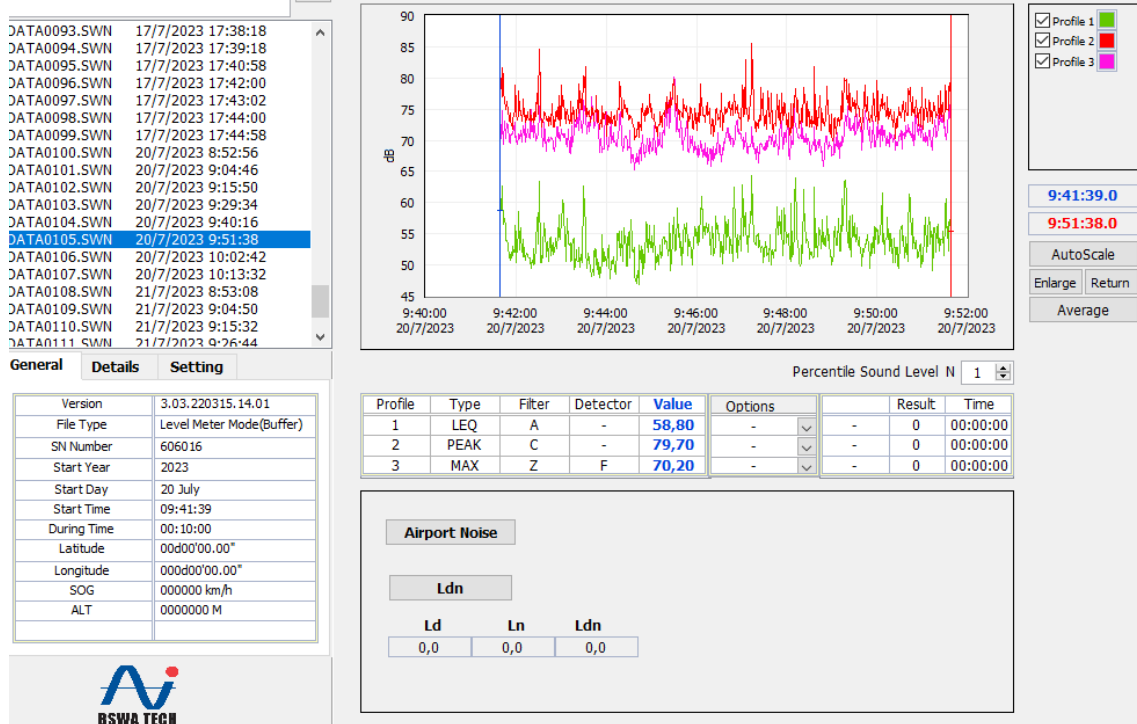 DATA0093.SWN 17/7/2023 17:38:18
DATA0094.SWN 17/7/2023 17:39:18
DATA0095.SWN 17/7/2023 17:40:58
DATA0096.SWN 17/7/2023 17:42:00
DATA0097.SWN 17/7/2023 17:43:02
DATA0098.SWN 17/7/2023 17:44:00
DATA0099.SWN 17/7/2023 17:44:58
DATA0100.SWN 20/7/2023 8:52:56
DATA0101.SWN 20/7/2023 9:04:46
DATA0102.SWN 20/7/2023 9:15:50
DATA0103.SWN 20/7/2023 9:29:34
DATA0104.SWN 20/7/2023 9:40:16
DATA0105.SWN 20/7/2023 9:51:38
DATA0106.SWN 20/7/2023 10:02:42
DATA0107.SWN 20/7/2023 10:13:32
DATA0108.SWN 21/7/2023 8:53:08
DATA0109.SWN 21/7/2023 9:04:50
DATA0110.SWN 21/7/2023 9:15:32
DATA0111.SWN 21/7/2023 9:26:44
General Details Setting
Version 3.03.220315.14.01
File Type Level Meter Mode(Buffer)
SN Number 606016
Start Year 2023
Start Day 20 July
Start Time 09:41:39
During Time 00:10:00
Latitude 00d00'00.00"
Longitude 000d00'00.00"
SOG 000000 km/h
ALT 0000000 M
BSWA TECH
90
85
80
75
70
65
60
55
50
45
dB
9:40:00 9:42:00 9:44:00 9:46:00 9:48:00 9:50:00 9:52:00
20/7/2023 20/7/2023 20/7/2023 20/7/2023 20/7/2023 20/7/2023 20/7/2023
Profile 1
Profile 2
Profile 3
9:41:39.0
9:51:38.0
AutoScale
Enlarge Return
Average
Percentile Sound Level N 1
Profile Type Filter Detector Value Options Result Time
1 LEQ A - 58,80 - - 0 00:00:00
2 PEAK C - 79,70 - - 0 00:00:00
3 MAX Z F 70,20 - - 0 00:00:00
Airport Noise
Ldn
Ld Ln Ldn
0,0 0,0 0,0